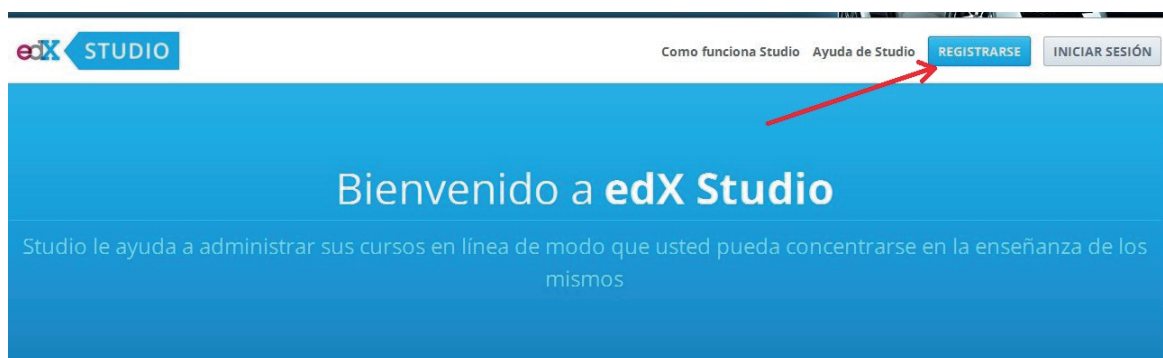 edX STUDIO
Como funciona Studio Ayuda de Studio REGISTRARSE INICIAR SESIÓN
Bienvenido a edX Studio
Studio le ayuda a administrar sus cursos en línea de modo que usted pueda concentrarse en la enseñanza de los
mismos